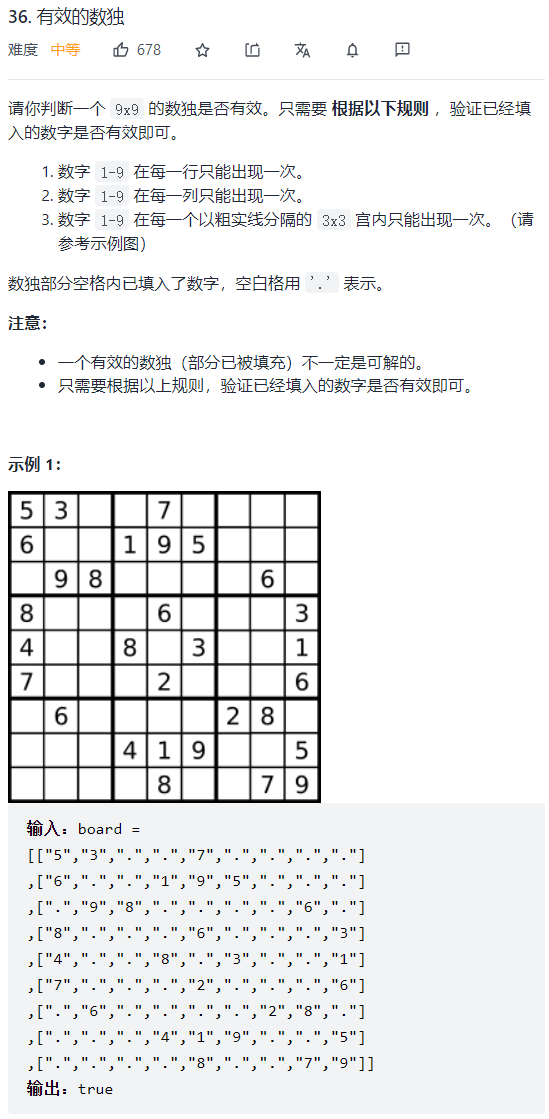 36. 有效的数独
难度 中等 678
请你判断一个 9x9 的数独是否有效。只需要 根据以下规则 ，验证已经填
入的数字是否有效即可。
1. 数字 1-9 在每一行只能出现一次。
2. 数字 1-9 在每一列只能出现一次。
3. 数字 1-9 在每一个以粗实线分隔的 3x3 宫内只能出现一次。（请
参考示例图）
数独部分空格内已填入了数字，空白格用 '.' 表示。
注意：
• 一个有效的数独（部分已被填充）不一定是可解的。
• 只需要根据以上规则，验证已经填入的数字是否有效即可。
示例 1：
5 3 7
6 1 9 5
9 8 6
8 6 3
4 8 3 1
7 2 6
6 2 8
4 1 9 5
8 7 9
输入：board =
[["5","3",".",".","7",".",".",".","."]
,["6",".",".","1","9","5",".",".","."]
,[".","9","8",".",".",".",".","6","."]
,["8",".",".",".","6",".",".",".","3"]
,["4",".",".","8",".","3",".",".","1"]
,["7",".",".",".","2",".",".",".","6"]
,[".","6",".",".",".",".","2","8","."]
,[".",".",".","4","1","9",".",".","5"]
,[".",".",".",".","8",".",".","7","9"]]
输出：true